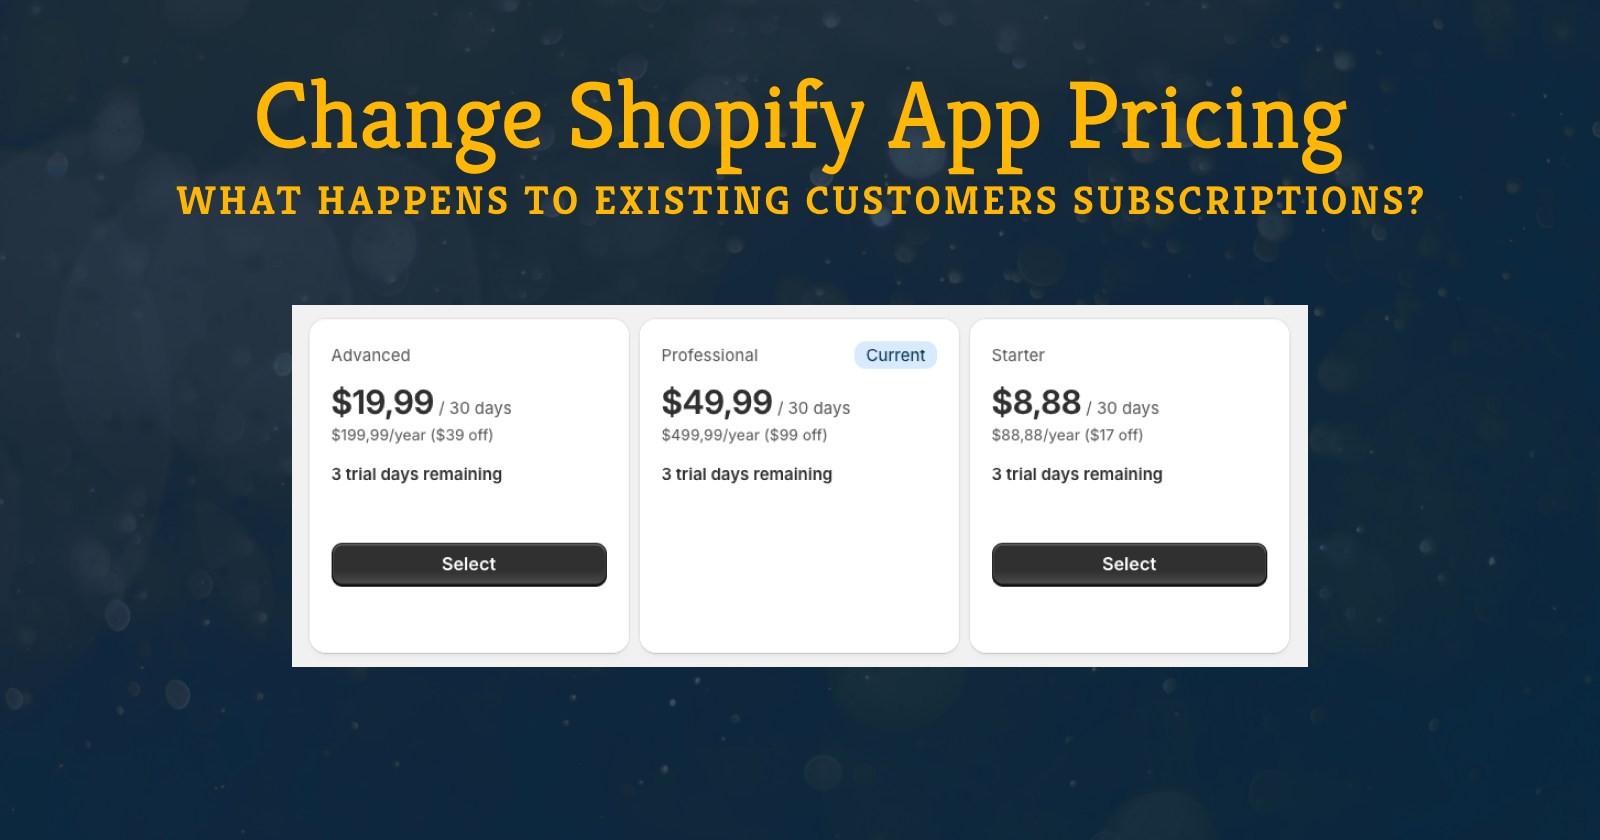 Change Shopify App Pricing
WHAT HAPPENS TO EXISTING CUSTOMERS SUBSCRIPTIONS?
Advanced
$19,99 / 30 days
$199,99/year ($39 off)
3 trial days remaining
Select
Professional
Current
$49,99 / 30 days
$499,99/year ($99 off)
3 trial days remaining
Starter
$8,88 / 30 days
$88,88/year ($17 off)
3 trial days remaining
Select